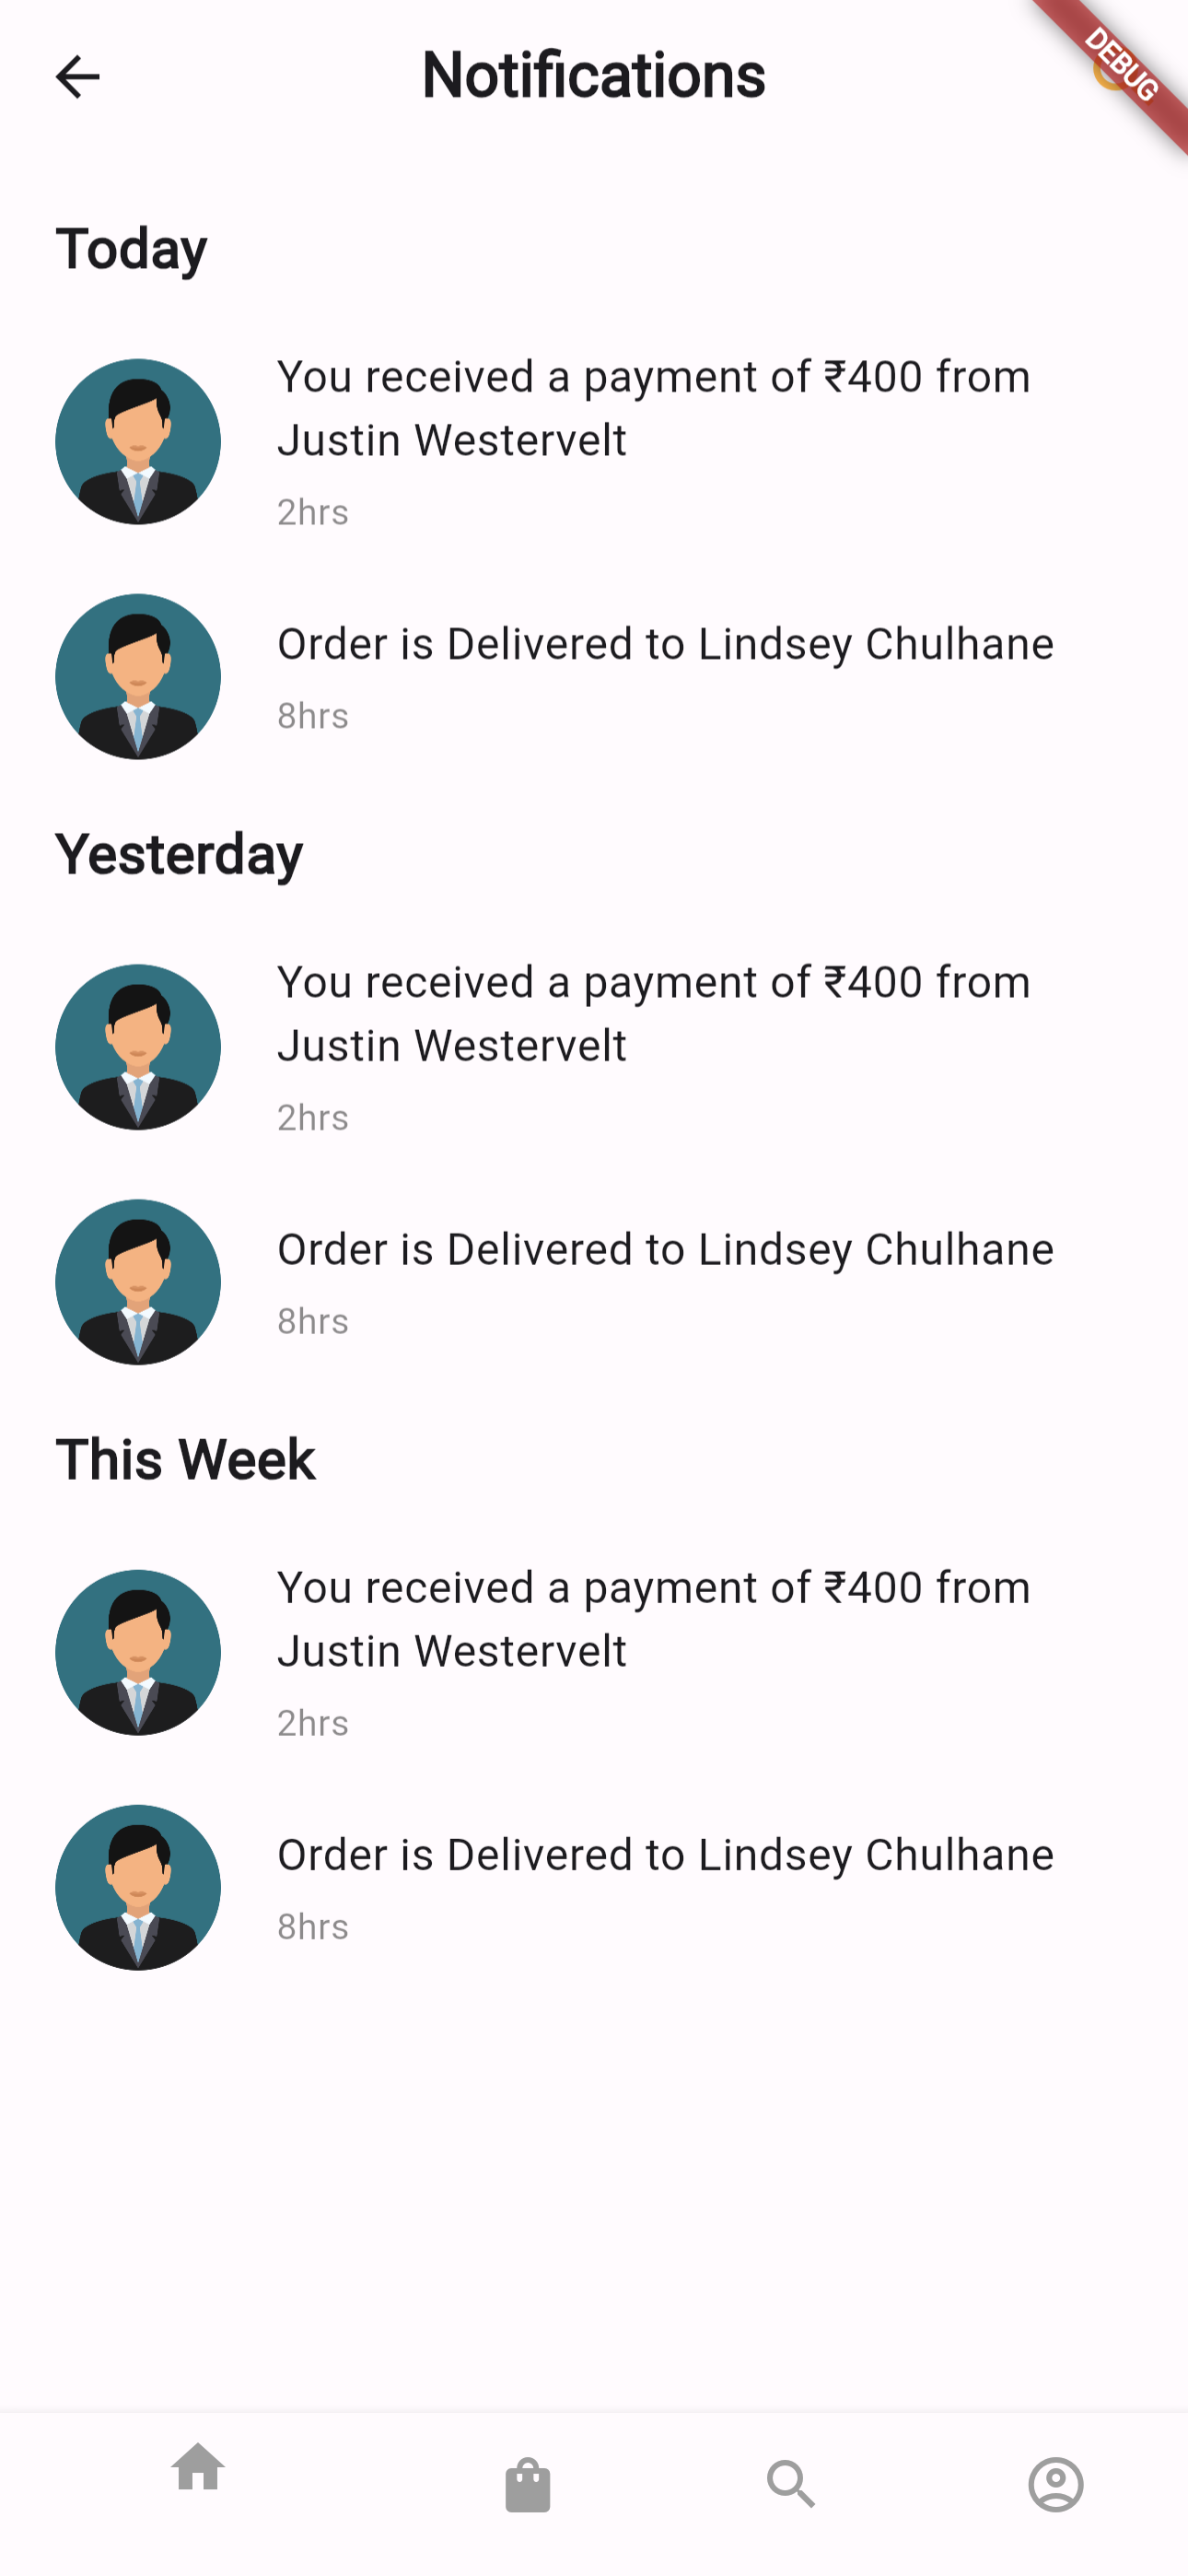 Notifications
DEBUG
Today
You received a payment of ₹400 from
Justin Westervelt
2hrs
Order is Delivered to Lindsey Chulhane
8hrs
Yesterday
You received a payment of ₹400 from
Justin Westervelt
2hrs
Order is Delivered to Lindsey Chulhane
8hrs
This Week
You received a payment of ₹400 from
Justin Westervelt
2hrs
Order is Delivered to Lindsey Chulhane
8hrs